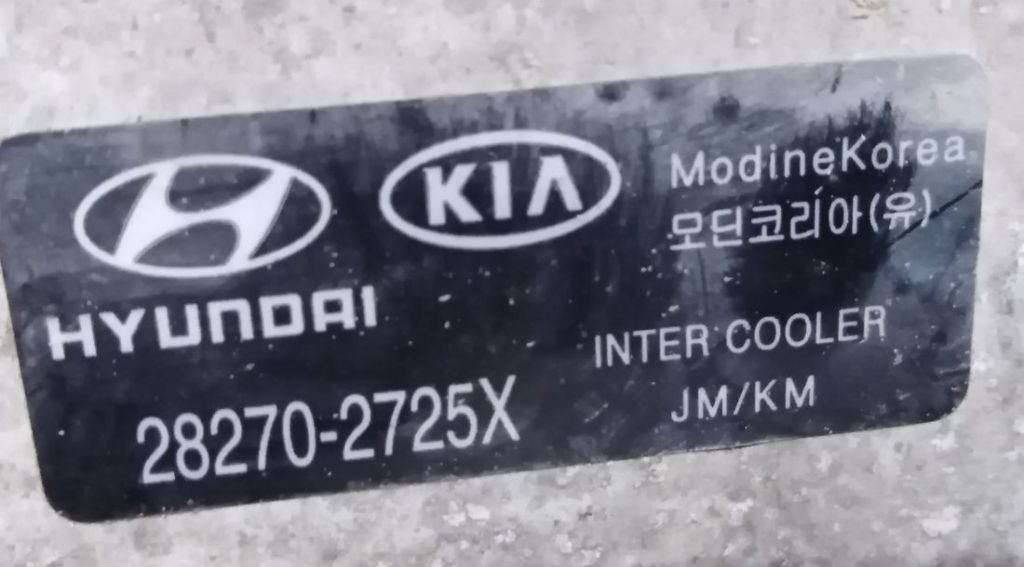 HYUNDAI
KIA
ModineKorea
모딘코리아(유)
INTER COOLER
JM/KM
28270-2725X